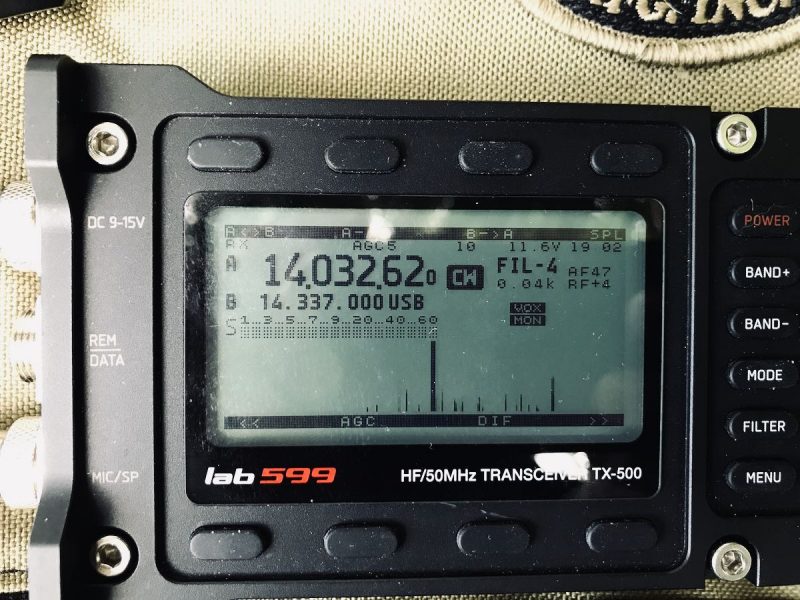 G, INC
DC 9-15V
REM
DATA
MIC/SP
A<>B A-> B->A SPL
RX AGC5 10 11.6V 19 02
A 14,032,620 CW FIL-4 AF47
0.04k RF+4
B 14.337.000 USB
VOX
MON
S 1..3...5...7...9...20...40...60
<< AGC DIF >>
lab599
HF/50MHz TRANSCEIVER TX-500
POWER
BAND+
BAND-
MODE
FILTER
MENU